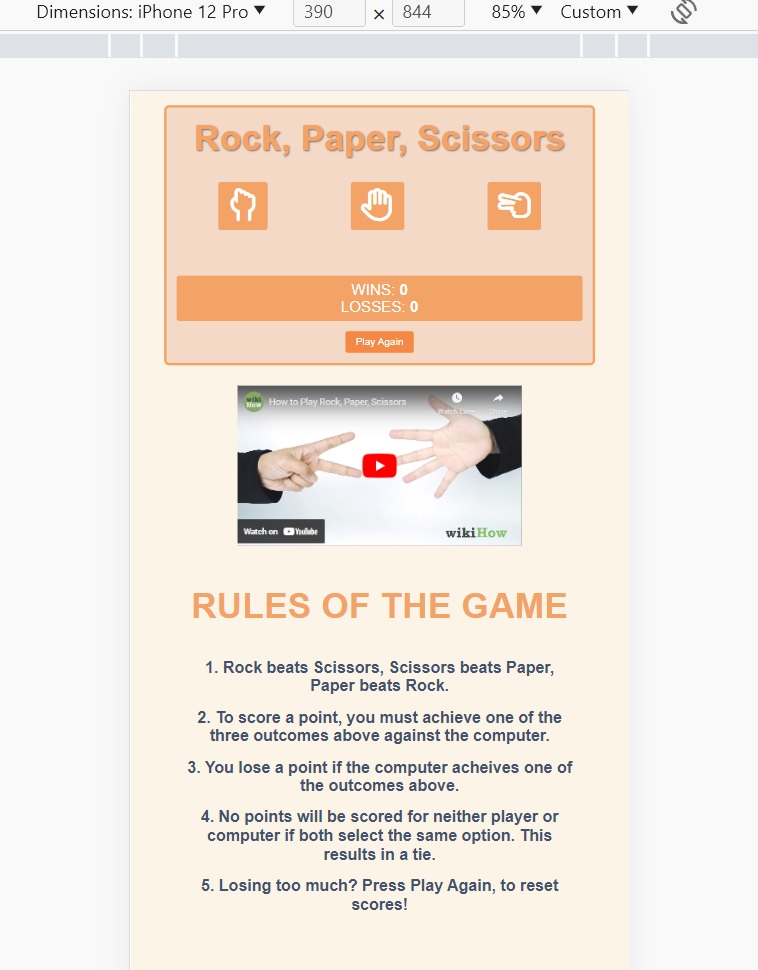 Dimensions: iPhone 12 Pro 390 × 844 85% Custom
Rock, Paper, Scissors
WINS: 0
LOSSES: 0
Play Again
wiki
How
How to Play Rock, Paper, Scissors
Watch Later Share
Watch on YouTube
wikiHow
RULES OF THE GAME
1. Rock beats Scissors, Scissors beats Paper,
Paper beats Rock.
2. To score a point, you must achieve one of the
three outcomes above against the computer.
3. You lose a point if the computer acheives one of
the outcomes above.
4. No points will be scored for neither player or
computer if both select the same option. This
results in a tie.
5. Losing too much? Press Play Again, to reset
scores!